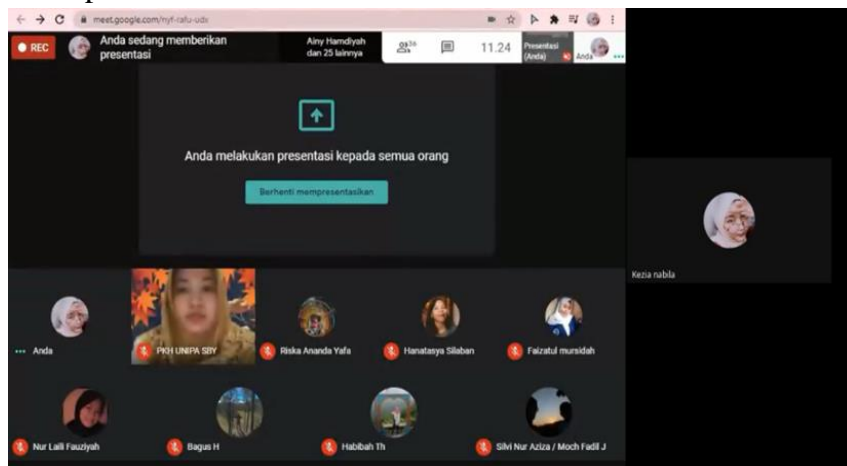 meet.google.com/nyf-rafu-udx
REC
Anda sedang memberikan
presentasi
Ainy Hamdiyah
dan 25 lainnya
36
11.24
Presentasi
(Anda)
Anda
Anda melakukan presentasi kepada semua orang
Berhenti mempresentasikan
Kezia nabila
Anda
PKH UNIPA SBY
Riska Ananda Yafa
Hanatasya Silaban
Faizatul mursidah
Nur Laili Fauziyah
Bagus H
Habibah Th
Silvi Nur Aziza / Moch Fadil J